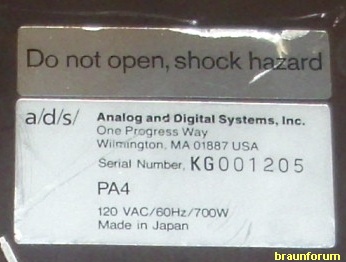 Do not open, shock hazard
a/d/s/ Analog and Digital Systems, Inc.
One Progress Way
Wilmington, MA 01887 USA
Serial Number, KG001205
PA4
120 VAC/60Hz/700W
Made in Japan
braunforum